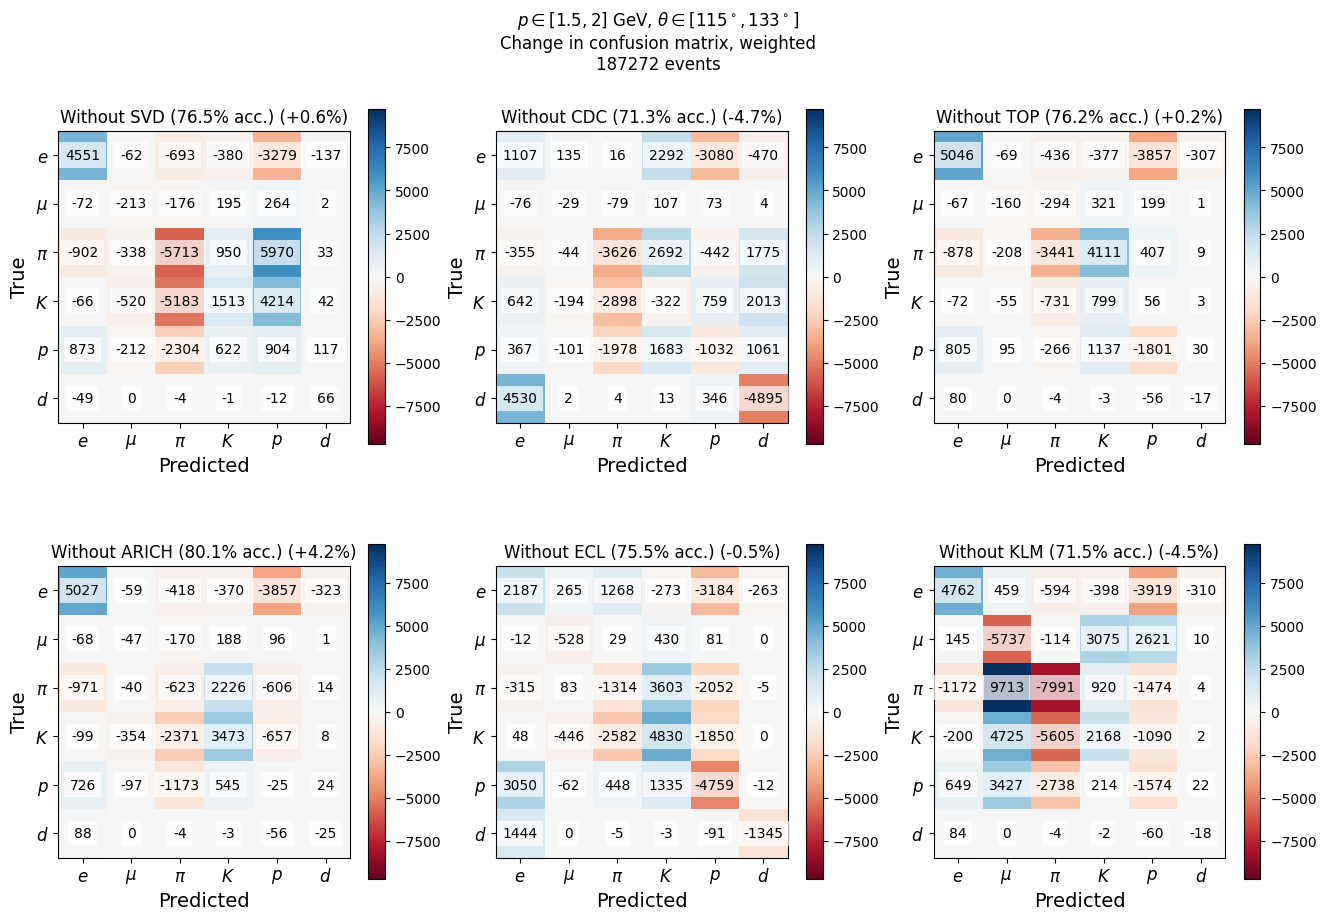 p ∈ [1.5, 2] GeV, θ ∈ [115°, 133°]
Change in confusion matrix, weighted
187272 events
Without SVD (76.5% acc.) (+0.6%)
True
e 4551 -62 -693 -380 -3279 -137
μ -72 -213 -176 195 264 2
π -902 -338 -5713 950 5970 33
K -66 -520 -5183 1513 4214 42
p 873 -212 -2304 622 904 117
d -49 0 -4 -1 -12 66
e μ π K p d
Predicted
7500
5000
2500
0
−2500
−5000
−7500
Without CDC (71.3% acc.) (-4.7%)
True
e 1107 135 16 2292 -3080 -470
μ -76 -29 -79 107 73 4
π -355 -44 -3626 2692 -442 1775
K 642 -194 -2898 -322 759 2013
p 367 -101 -1978 1683 -1032 1061
d 4530 2 4 13 346 -4895
e μ π K p d
Predicted
7500
5000
2500
0
−2500
−5000
−7500
Without TOP (76.2% acc.) (+0.2%)
True
e 5046 -69 -436 -377 -3857 -307
μ -67 -160 -294 321 199 1
π -878 -208 -3441 4111 407 9
K -72 -55 -731 799 56 3
p 805 95 -266 1137 -1801 30
d 80 0 -4 -3 -56 -17
e μ π K p d
Predicted
7500
5000
2500
0
−2500
−5000
−7500
Without ARICH (80.1% acc.) (+4.2%)
True
e 5027 -59 -418 -370 -3857 -323
μ -68 -47 -170 188 96 1
π -971 -40 -623 2226 -606 14
K -99 -354 -2371 3473 -657 8
p 726 -97 -1173 545 -25 24
d 88 0 -4 -3 -56 -25
e μ π K p d
Predicted
7500
5000
2500
0
−2500
−5000
−7500
Without ECL (75.5% acc.) (-0.5%)
True
e 2187 265 1268 -273 -3184 -263
μ -12 -528 29 430 81 0
π -315 83 -1314 3603 -2052 -5
K 48 -446 -2582 4830 -1850 0
p 3050 -62 448 1335 -4759 -12
d 1444 0 -5 -3 -91 -1345
e μ π K p d
Predicted
7500
5000
2500
0
−2500
−5000
−7500
Without KLM (71.5% acc.) (-4.5%)
True
e 4762 459 -594 -398 -3919 -310
μ 145 -5737 -114 3075 2621 10
π -1172 9713 -7991 920 -1474 4
K -200 4725 -5605 2168 -1090 2
p 649 3427 -2738 214 -1574 22
d 84 0 -4 -2 -60 -18
e μ π K p d
Predicted
7500
5000
2500
0
−2500
−5000
−7500